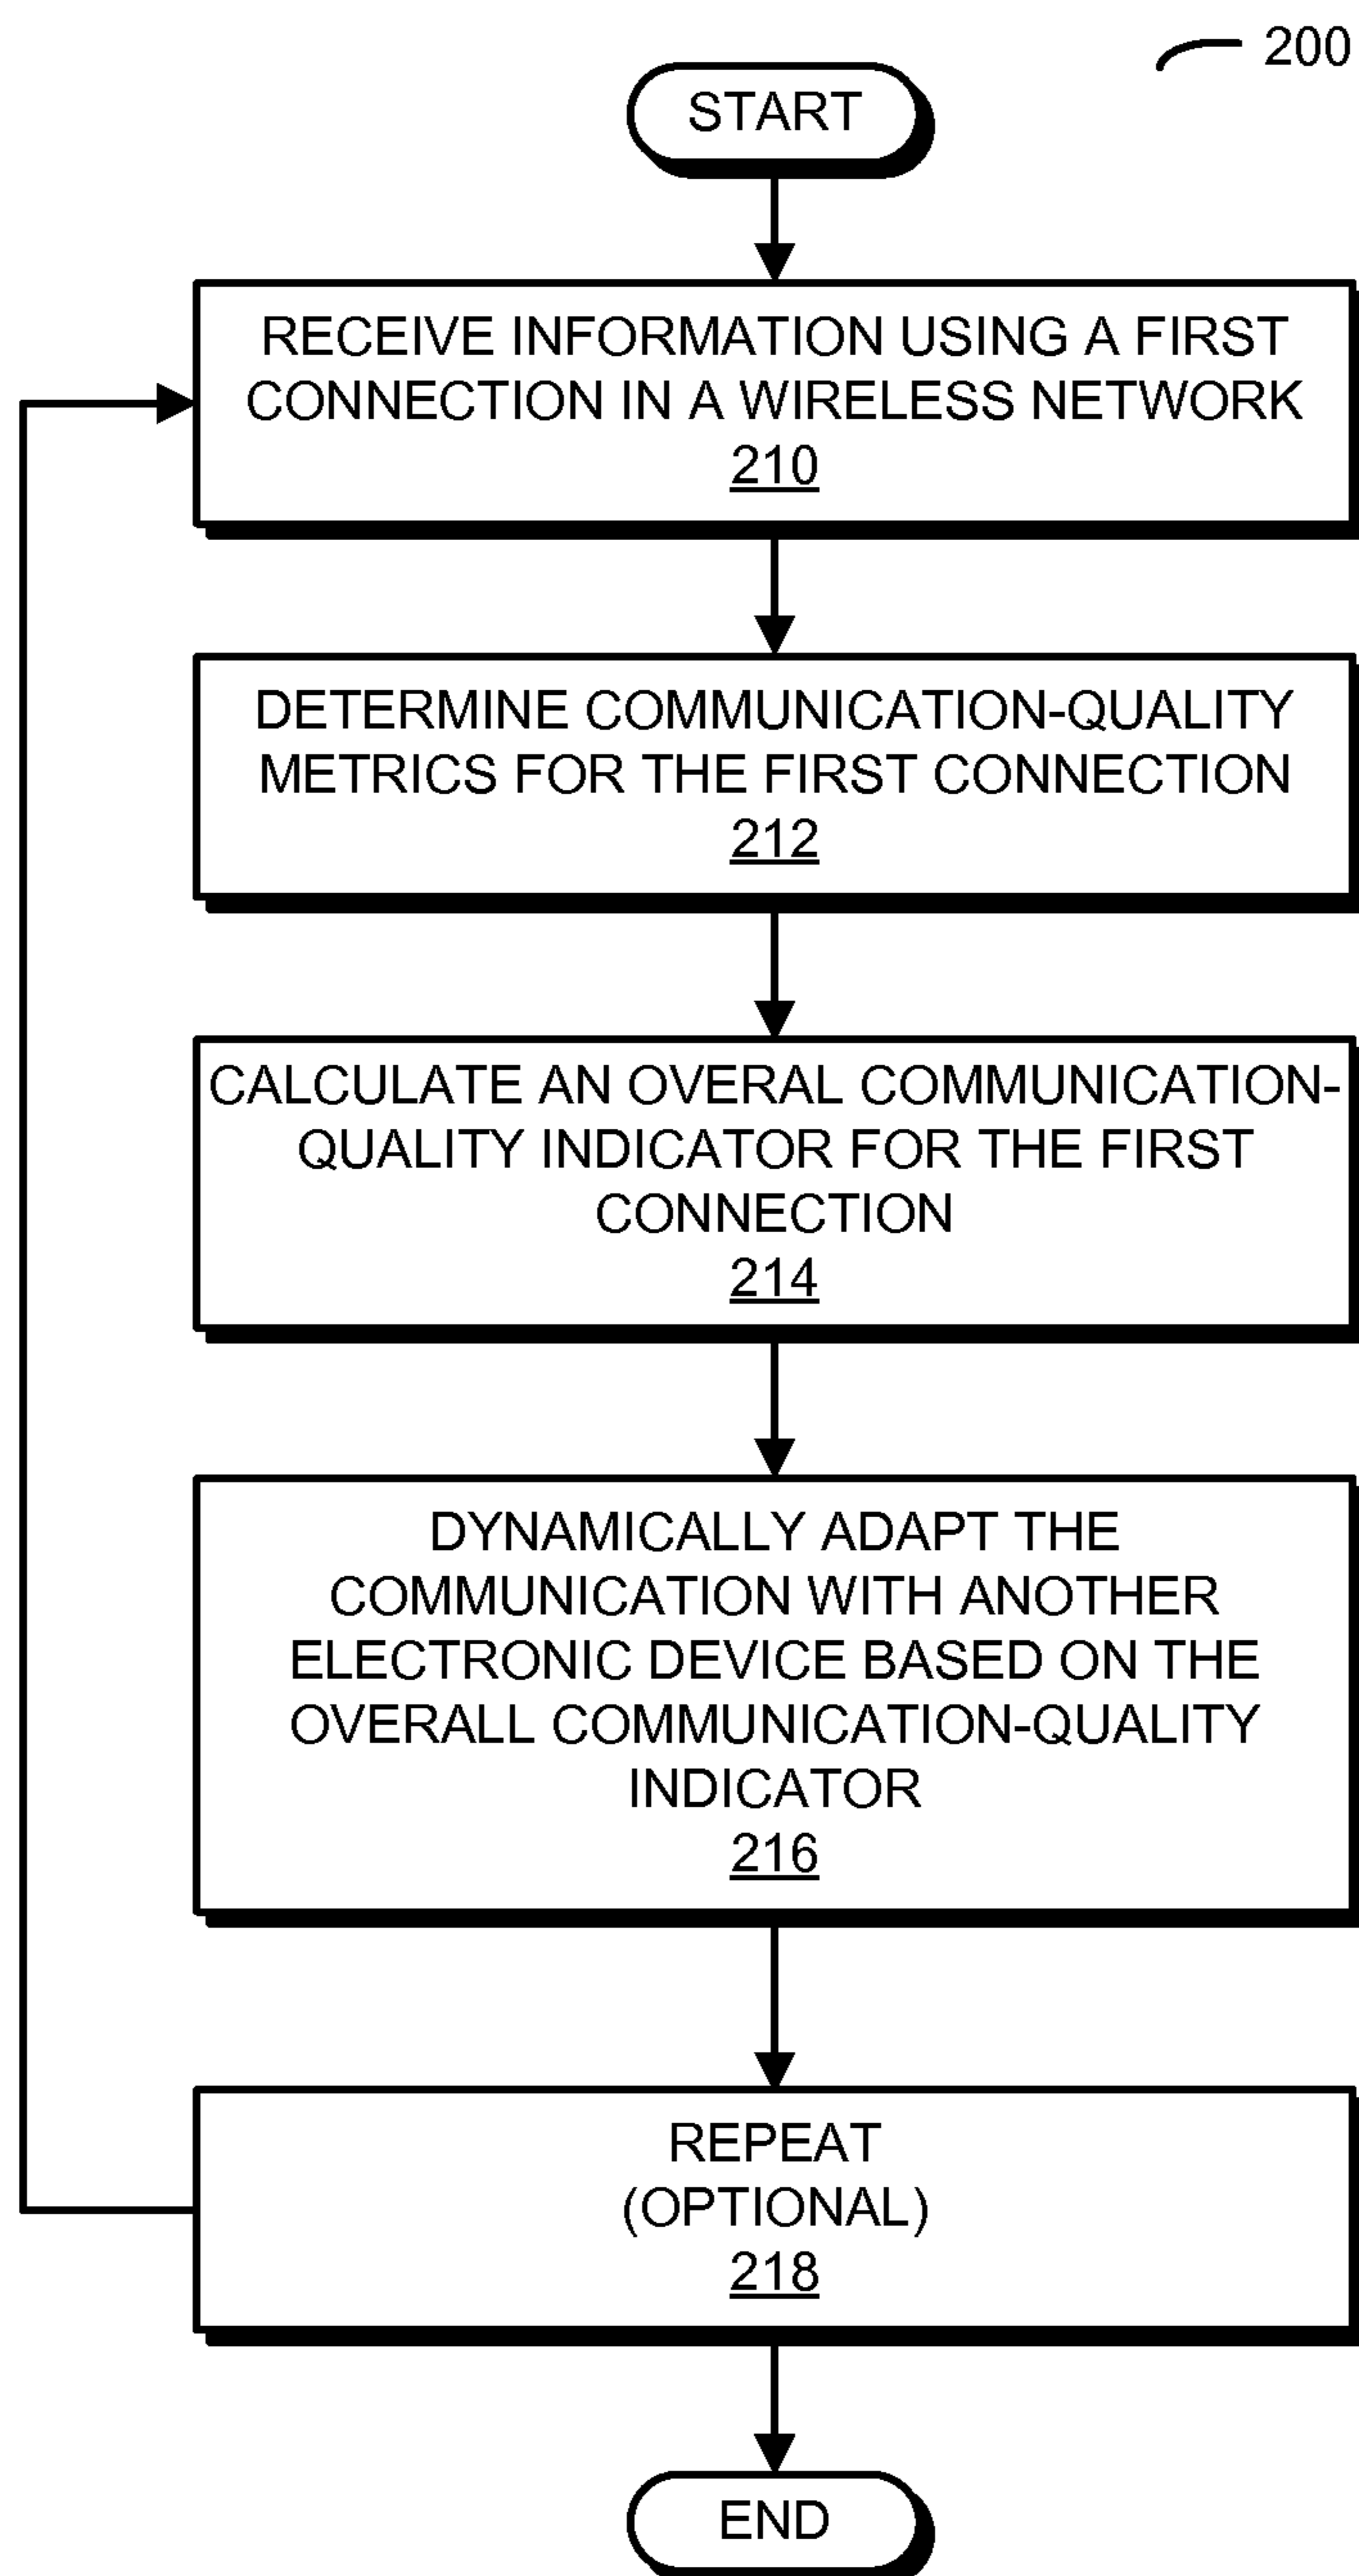 200
START
RECEIVE INFORMATION USING A FIRST
CONNECTION IN A WIRELESS NETWORK
210
DETERMINE COMMUNICATION-QUALITY
METRICS FOR THE FIRST CONNECTION
212
CALCULATE AN OVERAL COMMUNICATION-
QUALITY INDICATOR FOR THE FIRST
CONNECTION
214
DYNAMICALLY ADAPT THE
COMMUNICATION WITH ANOTHER
ELECTRONIC DEVICE BASED ON THE
OVERALL COMMUNICATION-QUALITY
INDICATOR
216
REPEAT
(OPTIONAL)
218
END